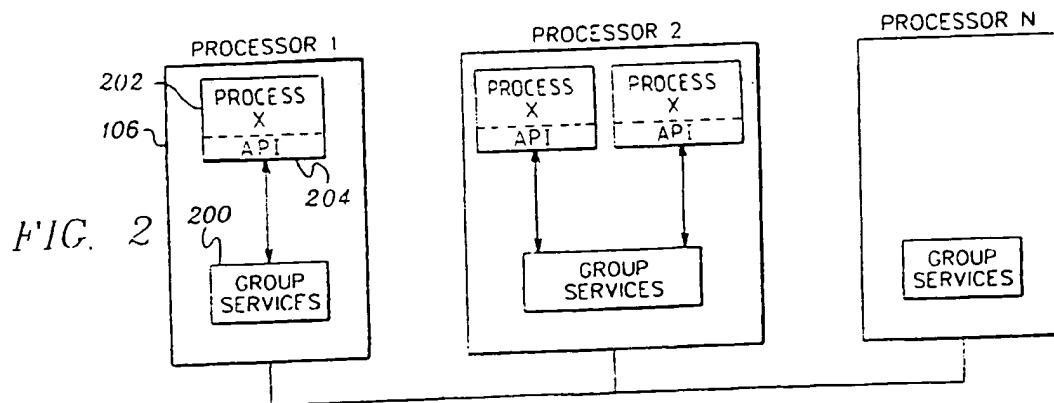 PROCESSOR 1
PROCESSOR 2
PROCESSOR N
202
PROCESS
X
API
PROCESS
X
API
PROCESS
X
API
106
204
FIG. 2
200
GROUP
SERVICES
GROUP
SERVICES
GROUP
SERVICES